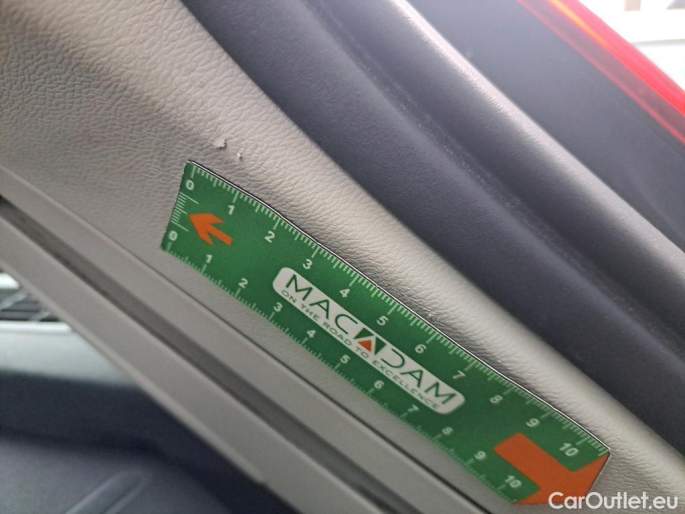 0 1 2 3 4 5 6 7 8 9 10
MACADAM
ON THE ROAD TO EXCELLENCE
0 1 2 3 4 5 6 7 8 9 10
CarOutlet.eu